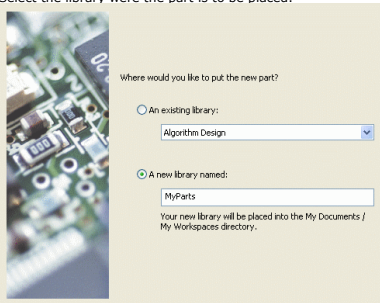 Select the library were the part is to be placed.
Where would you like to put the new part?
An existing library:
Algorithm Design
A new library named:
MyParts
Your new library will be placed into the My Documents /
My Workspaces directory.